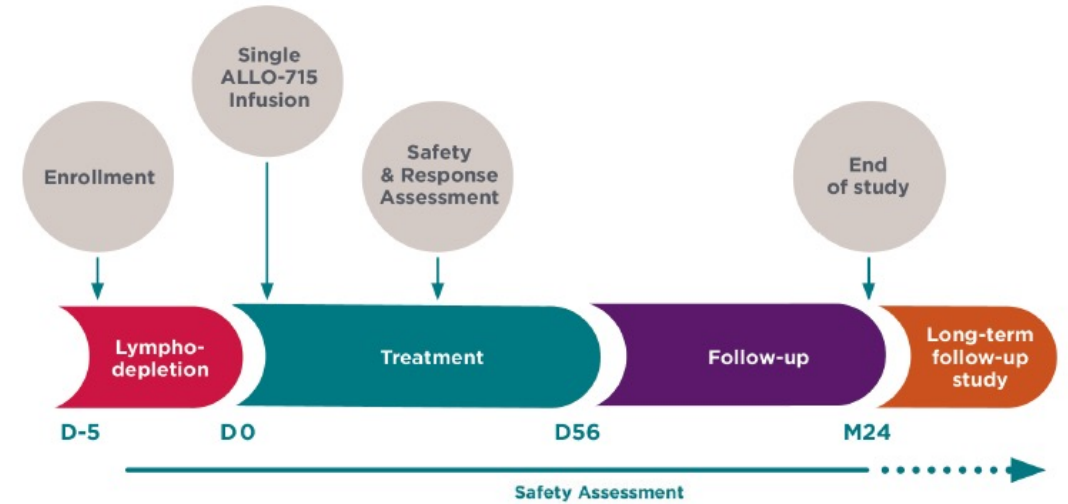 Single
ALLO-715
Infusion
Enrollment
Safety
& Response
Assessment
End
of study
Lympho-
depletion
Treatment
Follow-up
Long-term
follow-up
study
D-5
D0
D56
M24
Safety Assessment